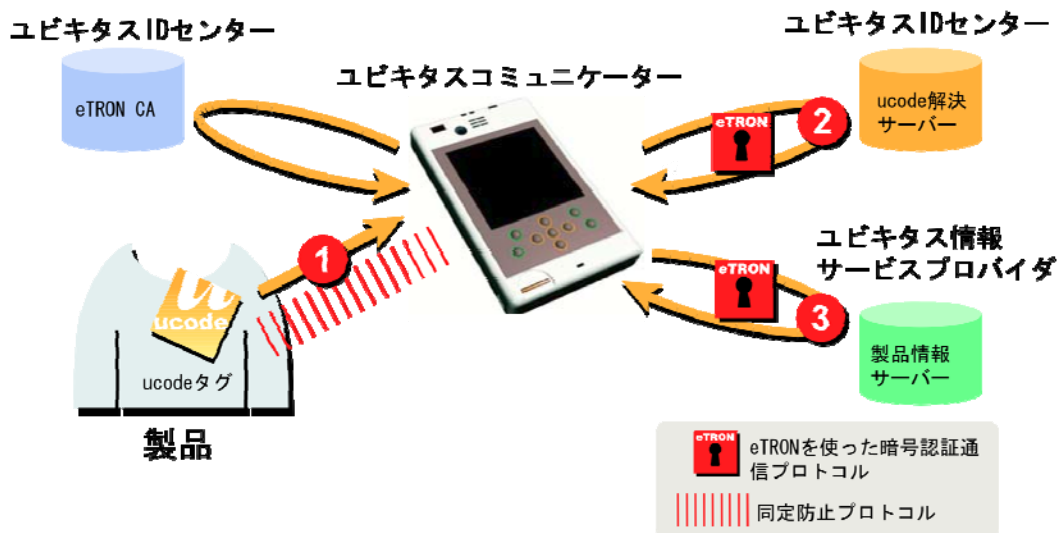 ユビキタスIDセンター
eTRON CA
ユビキタスコミュニケーター
ユビキタスIDセンター
ucode解決
サーバー
eTRON
2
1
ucode
ucodeタグ
製品
ユビキタス情報
サービスプロバイダ
eTRON
3
製品情報
サーバー
eTRON
eTRONを使った暗号認証通
信プロトコル
同定防止プロトコル